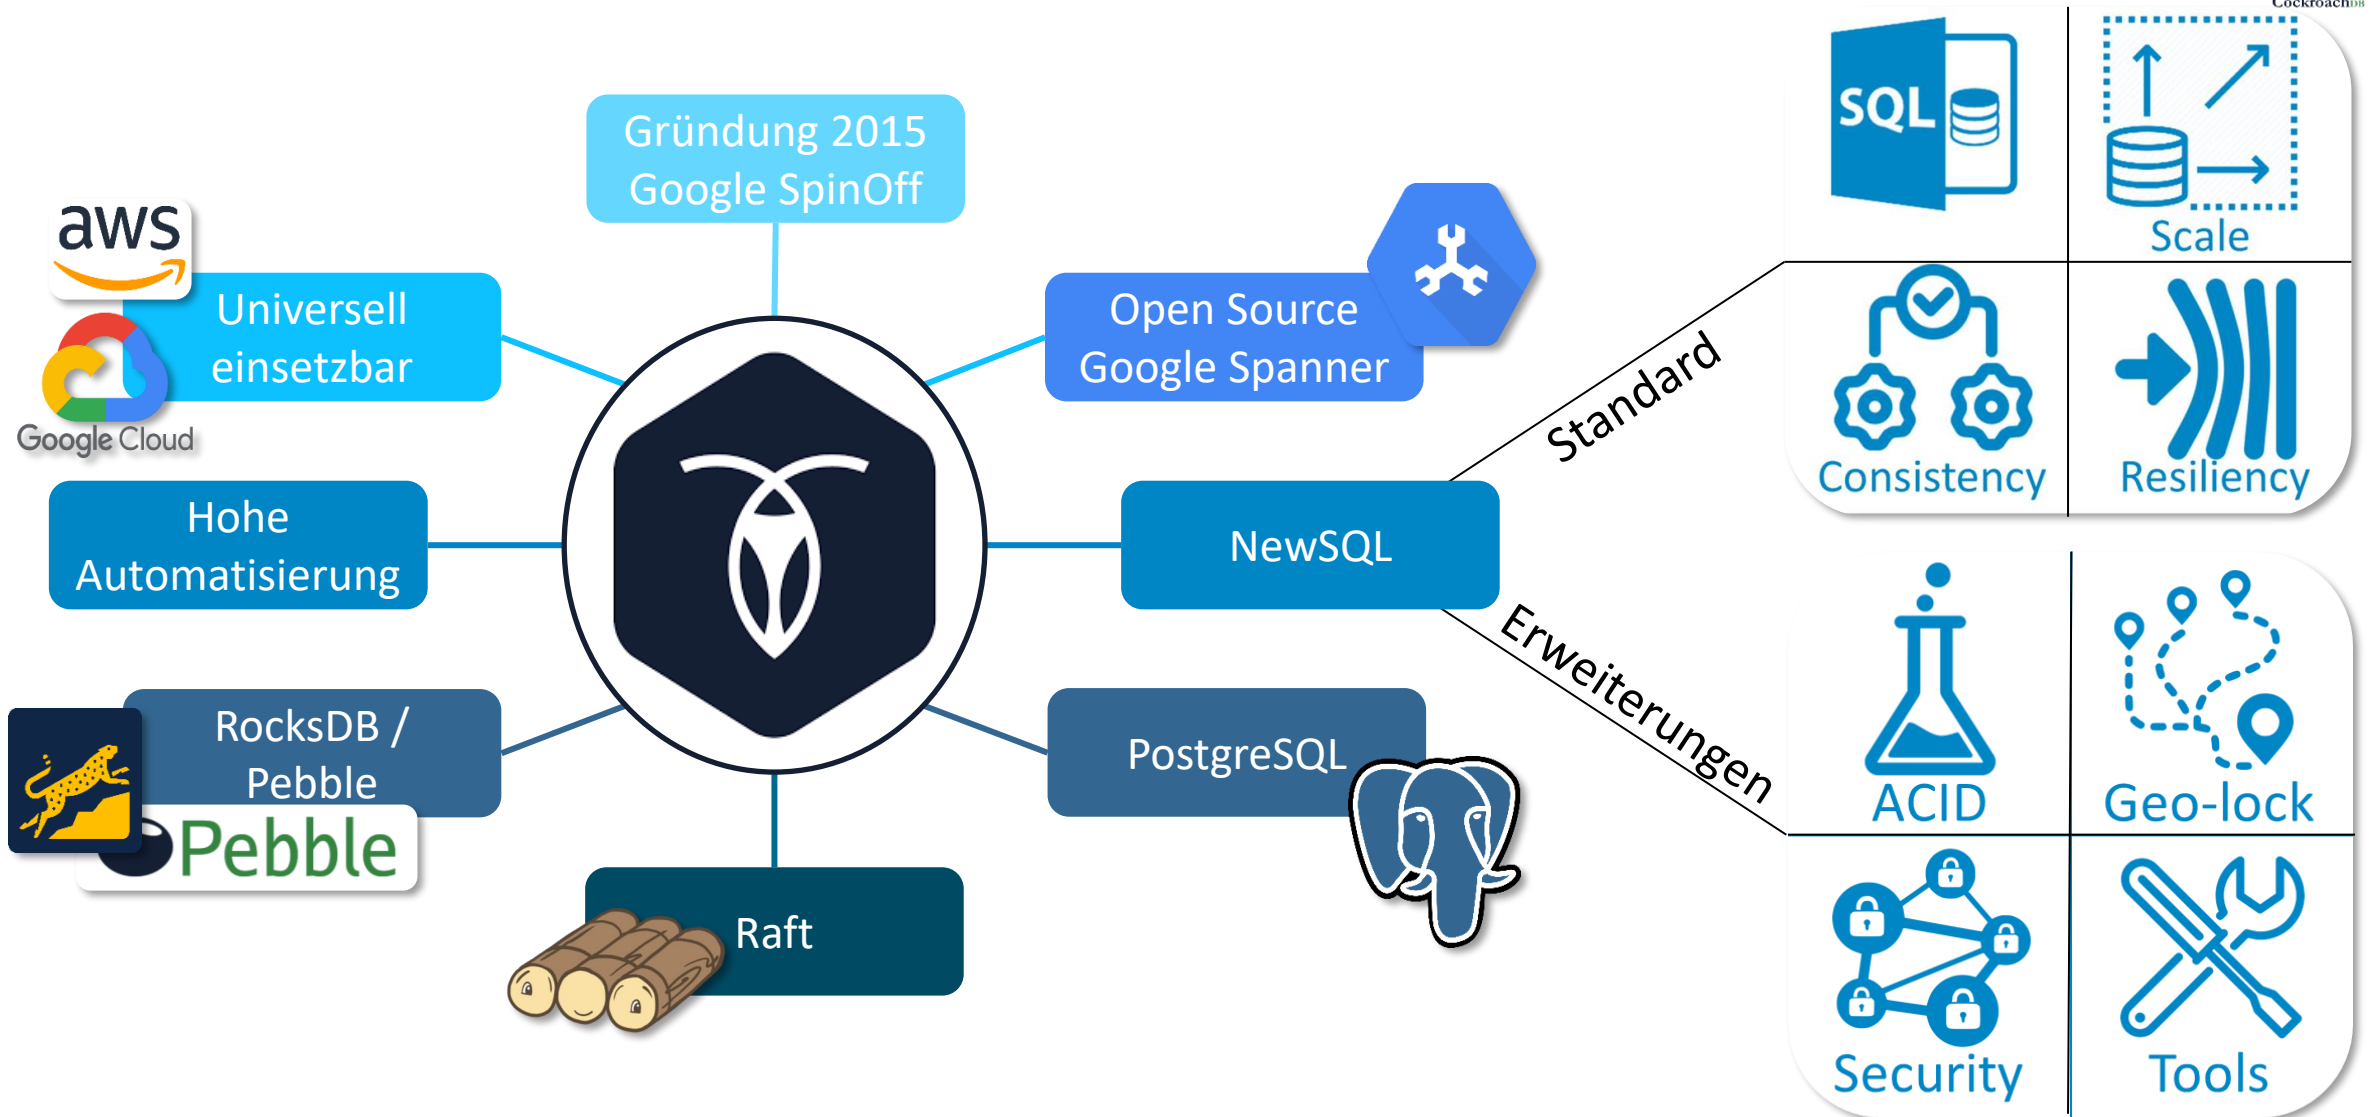 CockroachDB
Gründung 2015
Google SpinOff
aws
Universell
einsetzbar
Google Cloud
Open Source
Google Spanner
Hohe
Automatisierung
NewSQL
RocksDB /
Pebble
Pebble
PostgreSQL
Raft
Standard
Erweiterungen
SQL
Scale
Consistency
Resiliency
ACID
Geo-lock
Security
Tools